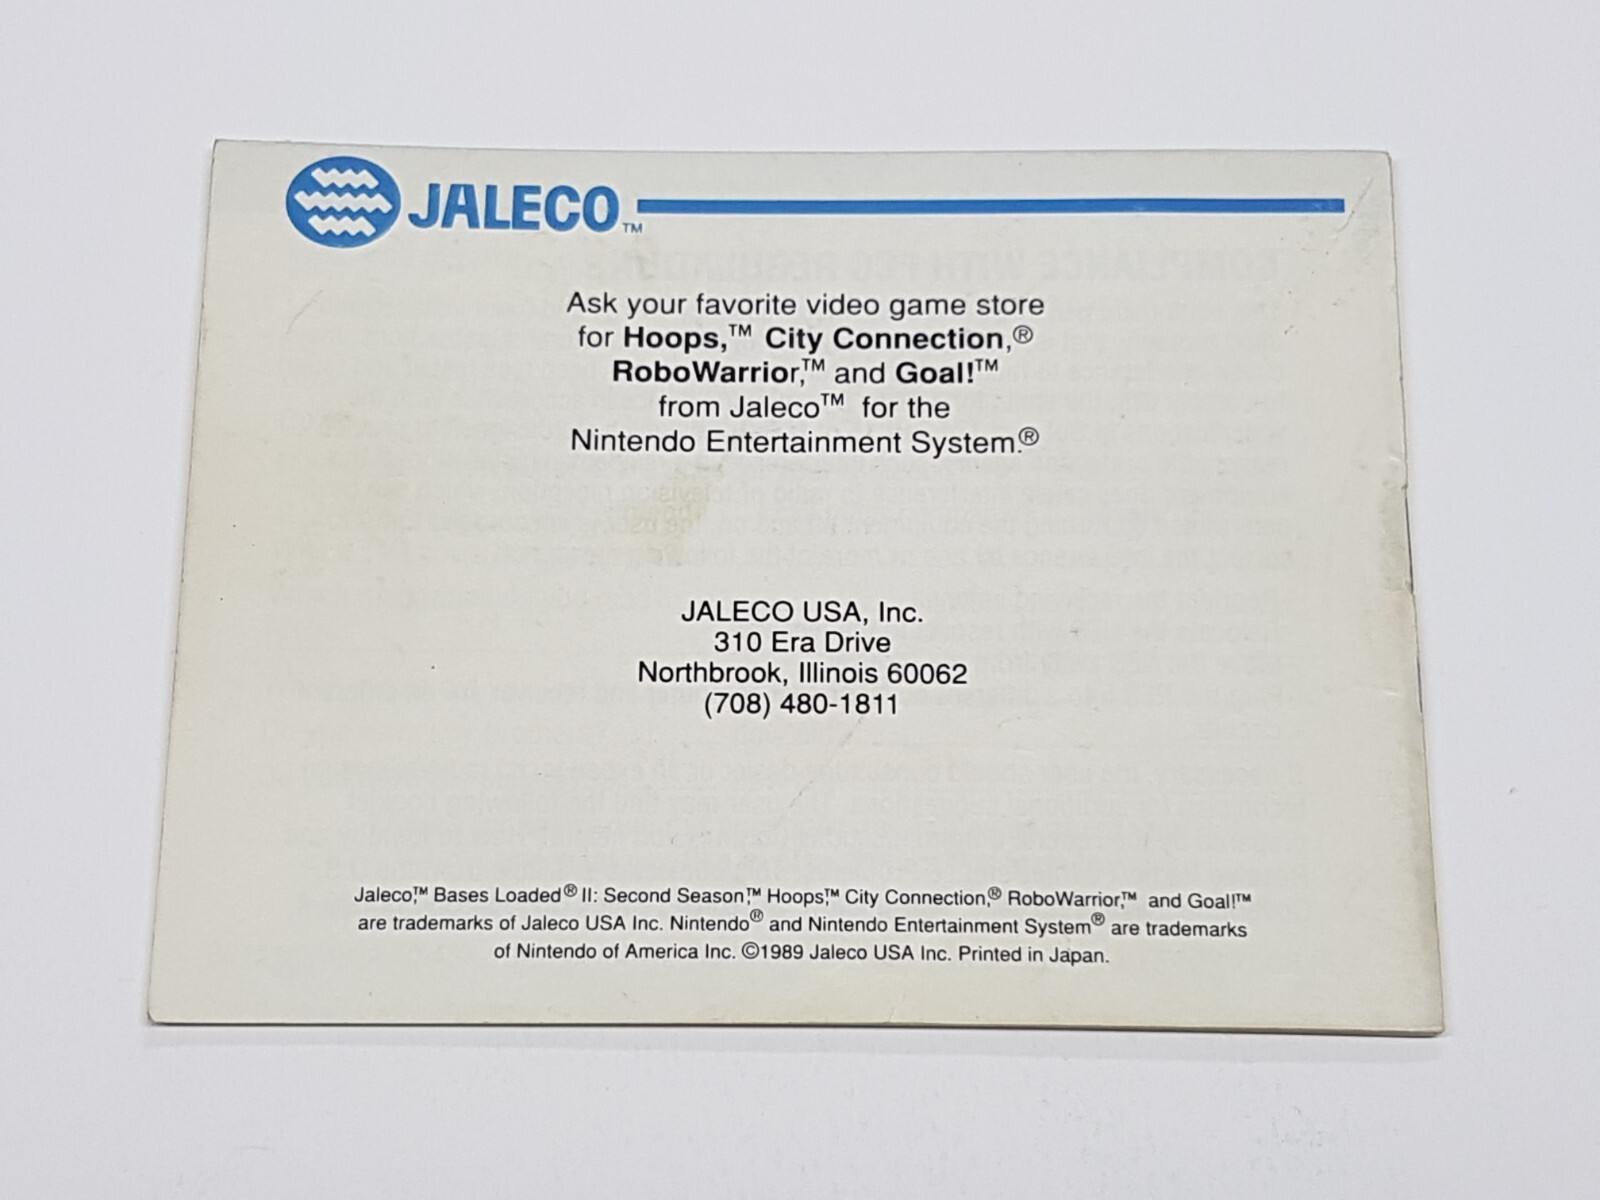 JALECO™
Ask your favorite video game store
for Hoops,™ City Connection,®
RoboWarrior,™ and Goal!™
from Jaleco™ for the
Nintendo Entertainment System.®
JALECO USA, Inc.
310 Era Drive
Northbrook, Illinois 60062
(708) 480-1811
Jaleco,™ Bases Loaded® II: Second Season,™ Hoops,™ City Connection,® RoboWarrior,™ and Goal!™
are trademarks of Jaleco USA Inc. Nintendo® and Nintendo Entertainment System® are trademarks
of Nintendo of America Inc. ©1989 Jaleco USA Inc. Printed in Japan.